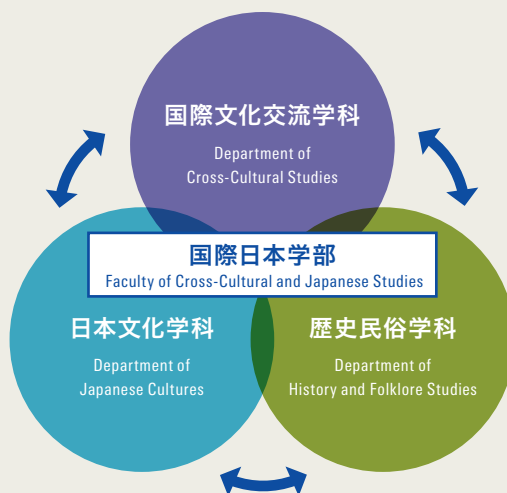 国際文化交流学科
Department of
Cross-Cultural Studies
国際日本学部
Faculty of Cross-Cultural and Japanese Studies
日本文化学科
Department of
Japanese Cultures
歴史民俗学科
Department of
History and Folklore Studies